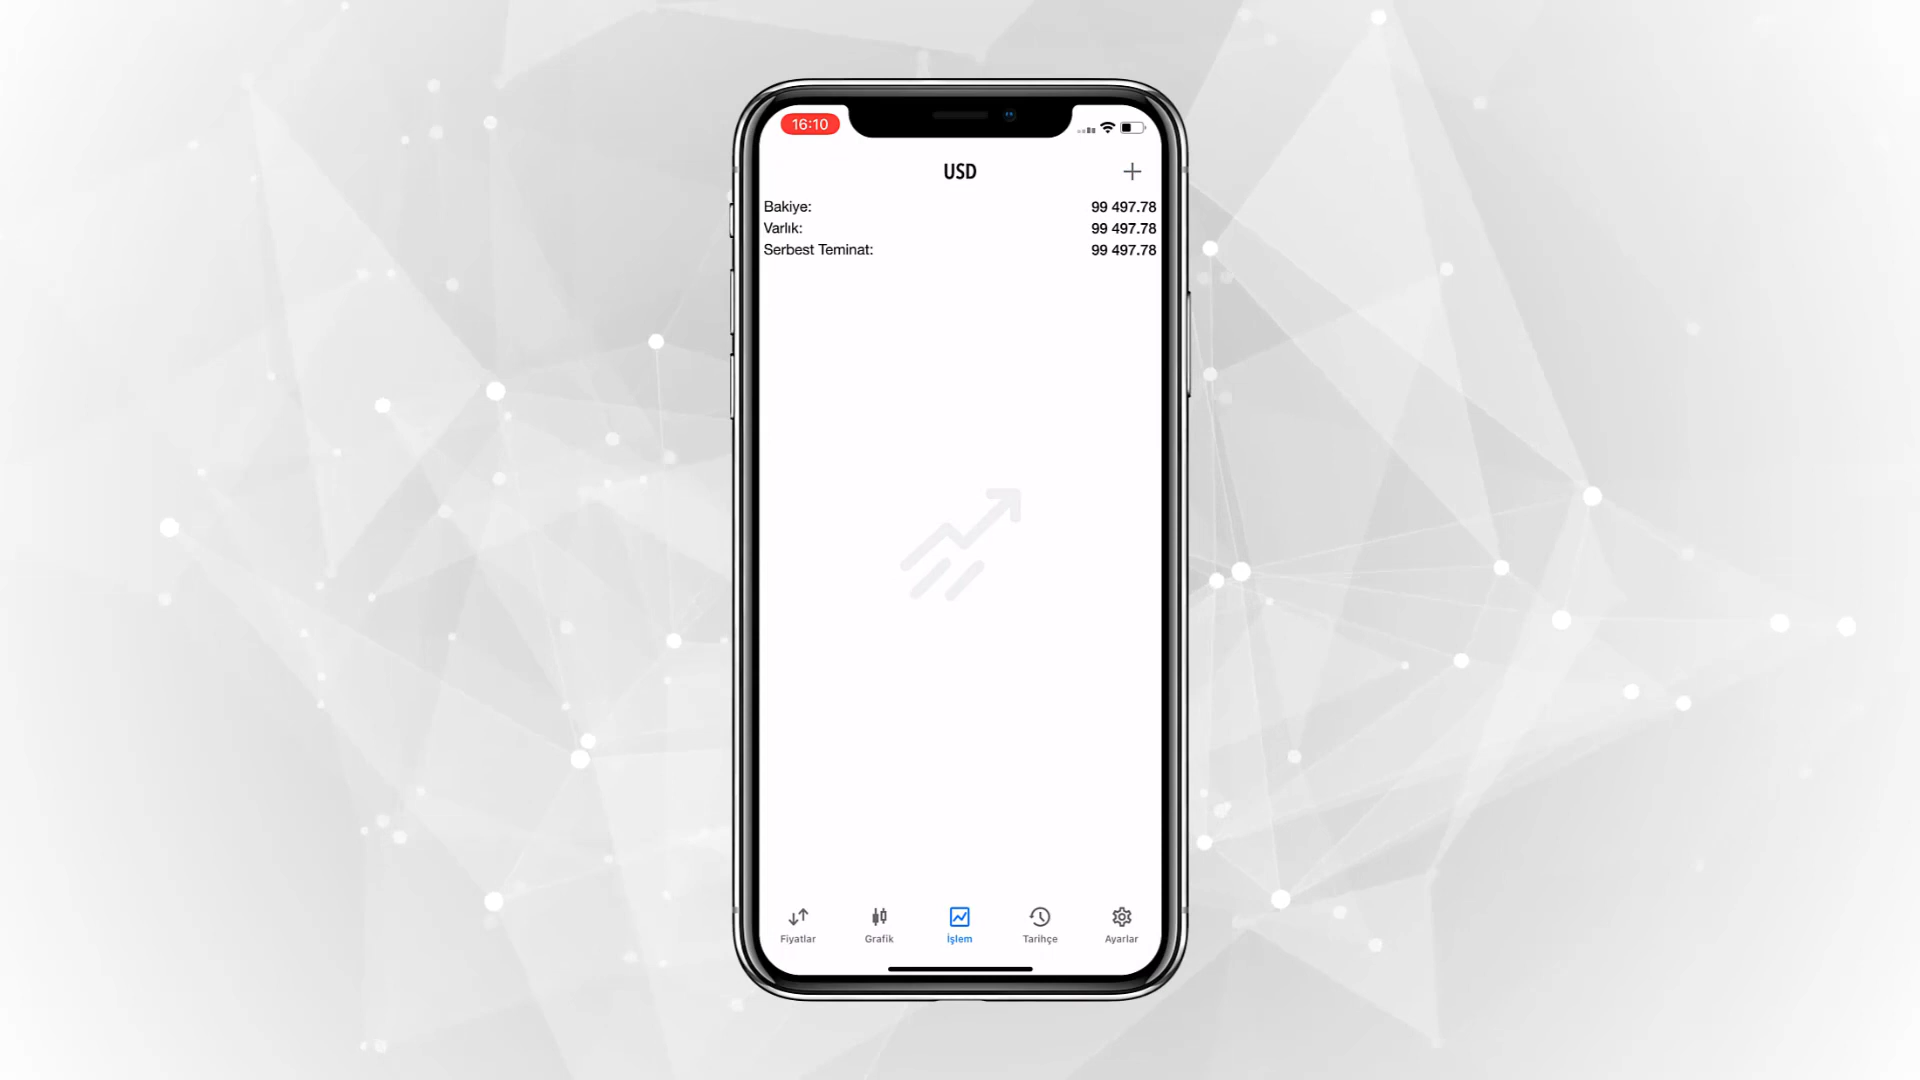 16:10
USD
Bakiye: 99 497.78
Varlık: 99 497.78
Serbest Teminat: 99 497.78
Fiyatlar Grafik İşlem Tarihçe Ayarlar